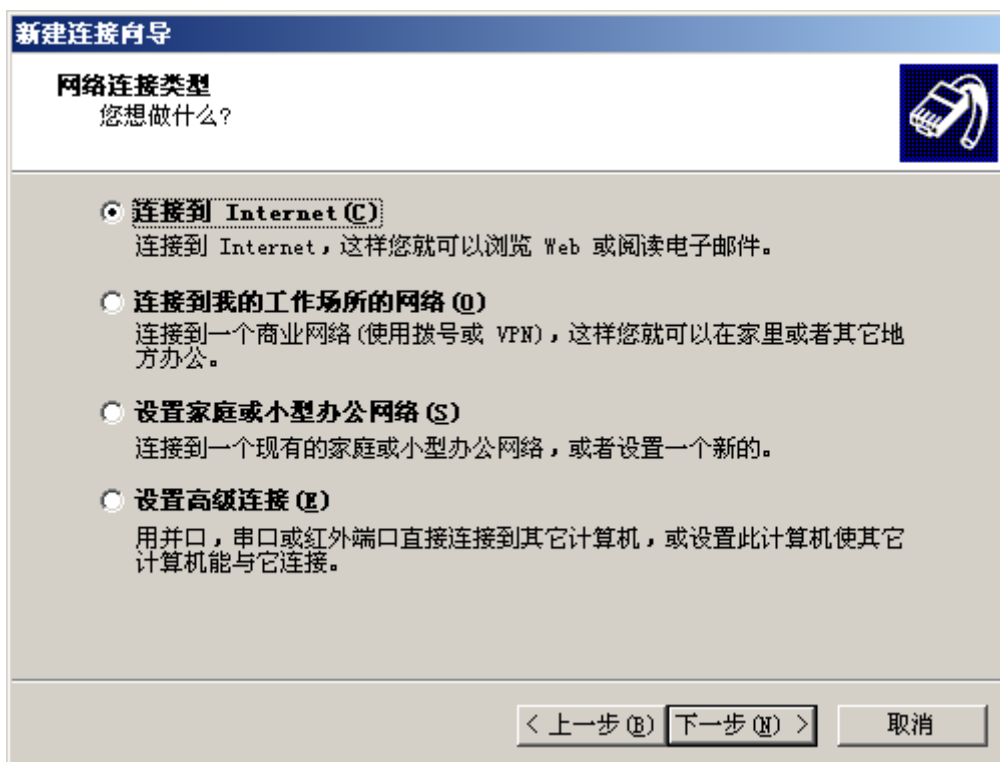 新建连接向导
网络连接类型
您想做什么?
连接到 Internet(C)
连接到 Internet，这样您就可以浏览 Web 或阅读电子邮件。
连接到我的工作场所的网络(O)
连接到一个商业网络(使用拨号或 VPN)，这样您就可以在家里或者其它地
方办公。
设置家庭或小型办公网络(S)
连接到一个现有的家庭或小型办公网络，或者设置一个新的。
设置高级连接(E)
用并口，串口或红外端口直接连接到其它计算机，或设置此计算机使其它
计算机能与它连接。
< 上一步(B) 下一步(N) > 取消